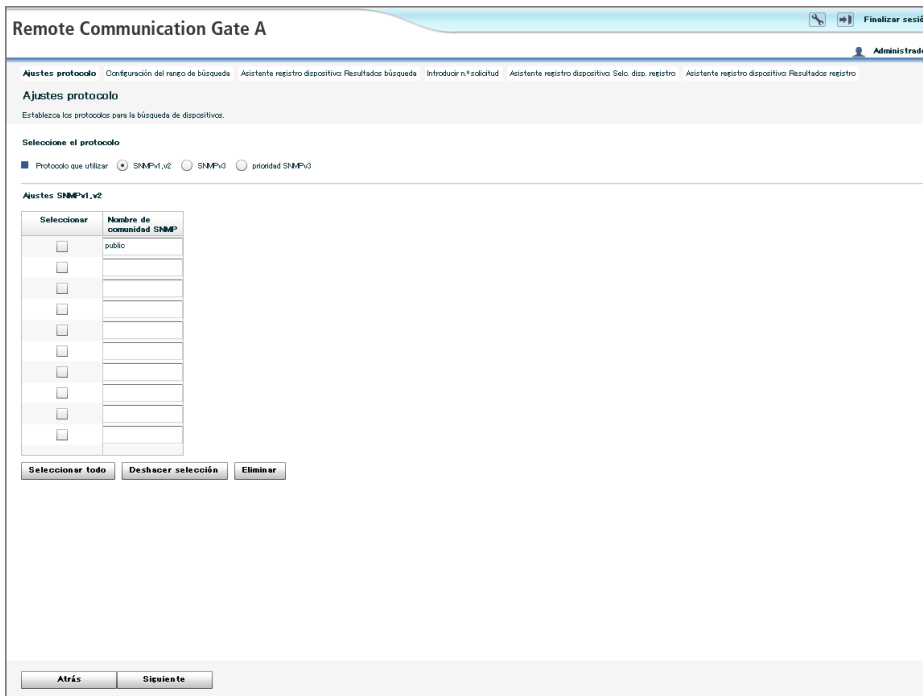 Remote Communication Gate A
Finalizar sesió
Administrado
Ajustes protocolo Configuración del rango de búsqueda Asistente registro dispositivo: Resultados búsqueda Introducir n.º solicitud Asistente registro dispositivo: Selc. disp. registro Asistente registro dispositivo: Resultados registro
Ajustes protocolo
Establezca los protocolos para la búsqueda de dispositivos.
Seleccione el protocolo
Protocolo que utilizar SNMPv1,v2 SNMPv3 prioridad SNMPv3
Ajustes SNMPv1,v2
Seleccionar Nombre de comunidad SNMP
public
Seleccionar todo Deshacer selección Eliminar
Atrás Siguiente